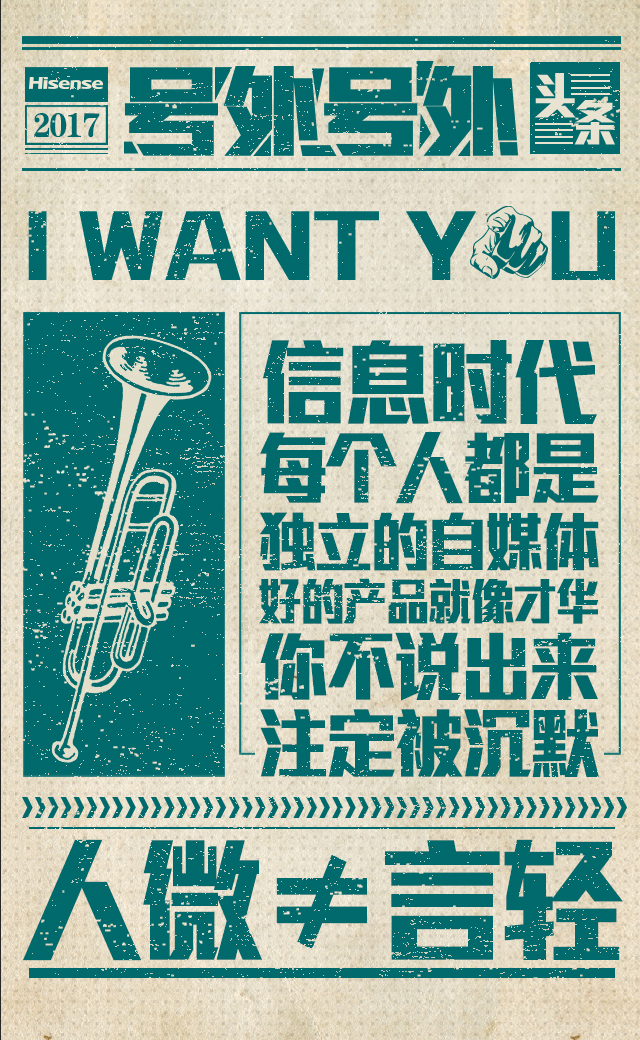 Hisense
2017
号外号外
头条
I WANT YOU
信息时代
每个人都是
独立的自媒体
好的产品就像才华
你不说出来
注定被沉默
人微≠言轻